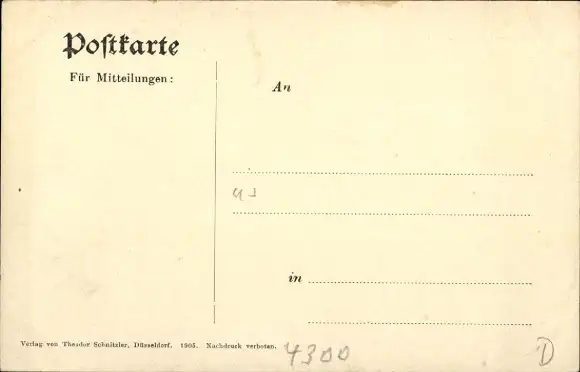 Postkarte
Für Mitteilungen:
An
in
Verlag von Theodor Schnitzler, Düsseldorf. 1905. Nachdruck verboten.
4300
D